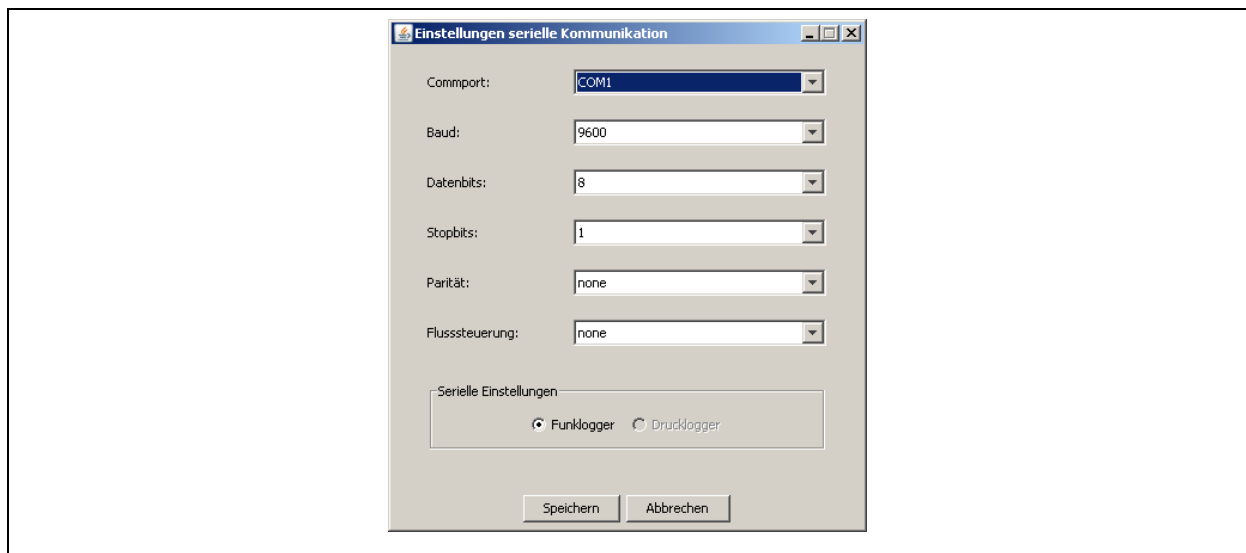 Einstellungen serielle Kommunikation
Commport: COM1
Baud: 9600
Datenbits: 8
Stopbits: 1
Parität: none
Flusssteuerung: none
Serielle Einstellungen
Funklogger Drucklogger
Speichern Abbrechen